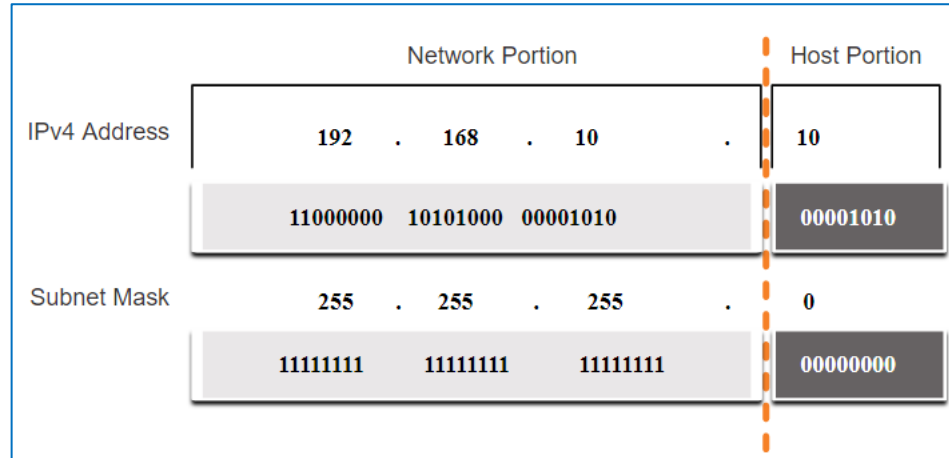 Network Portion Host Portion
IPv4 Address 192 . 168 . 10 . 10
11000000 10101000 00001010 00001010
Subnet Mask 255 . 255 . 255 . 0
11111111 11111111 11111111 00000000